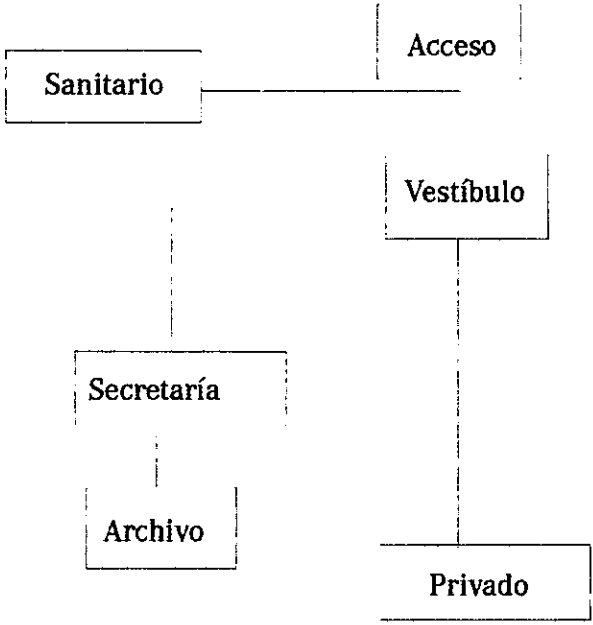 Acceso
Sanitario
Vestíbulo
Secretaría
Archivo
Privado